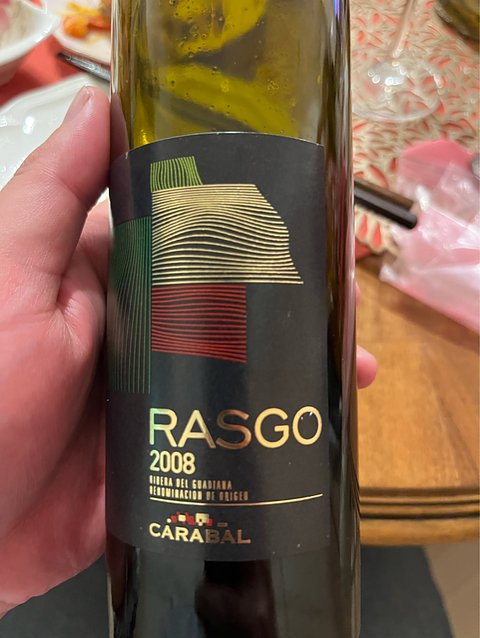 RASGO
2008
RIBERA DEL GUADIANA
DENOMINACION DE ORIGEN
CARABAL